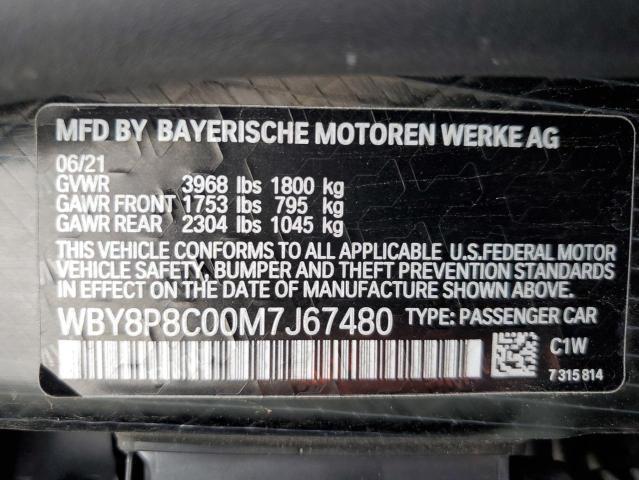 MFD BY BAYERISCHE MOTOREN WERKE AG
06/21
GVWR 3968 lbs 1800 kg
GAWR FRONT 1753 lbs 795 kg
GAWR REAR 2304 lbs 1045 kg
THIS VEHICLE CONFORMS TO ALL APPLICABLE U.S.FEDERAL MOTOR
VEHICLE SAFETY, BUMPER AND THEFT PREVENTION STANDARDS
IN EFFECT ON THE DATE OF MANUFACTURE SHOWN ABOVE.
WBY8P8C00M7J67480 TYPE: PASSENGER CAR
C1W
7 315 814